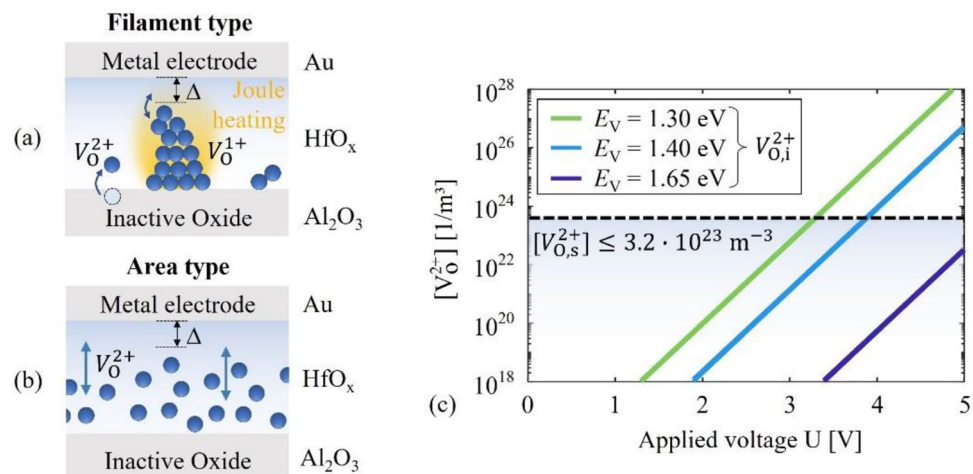 Filament type
(a)
Metal electrode
Au
Δ
Joule
heating
V_O^{2+}
V_O^{1+}
HfO_x
Inactive Oxide
Al_2O_3
Area type
(b)
Metal electrode
Au
Δ
V_O^{2+}
HfO_x
Inactive Oxide
Al_2O_3
(c)
[V_O^{2+}] [1/m³]
10^{28}
10^{26}
10^{24}
10^{22}
10^{20}
10^{18}
E_V = 1.30 eV
E_V = 1.40 eV
E_V = 1.65 eV
V_{O,i}^{2+}
[V_{O,s}^{2+}] ≤ 3.2 · 10^{23} m^{-3}
0 1 2 3 4 5
Applied voltage U [V]